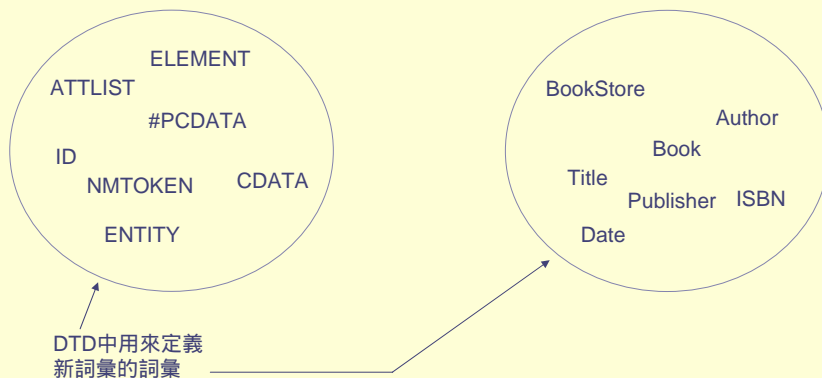 ELEMENT
ATTLIST
#PCDATA
ID
NMTOKEN
CDATA
ENTITY
BookStore
Author
Book
Title
Publisher
ISBN
Date
DTD中用來定義
新詞彙的詞彙